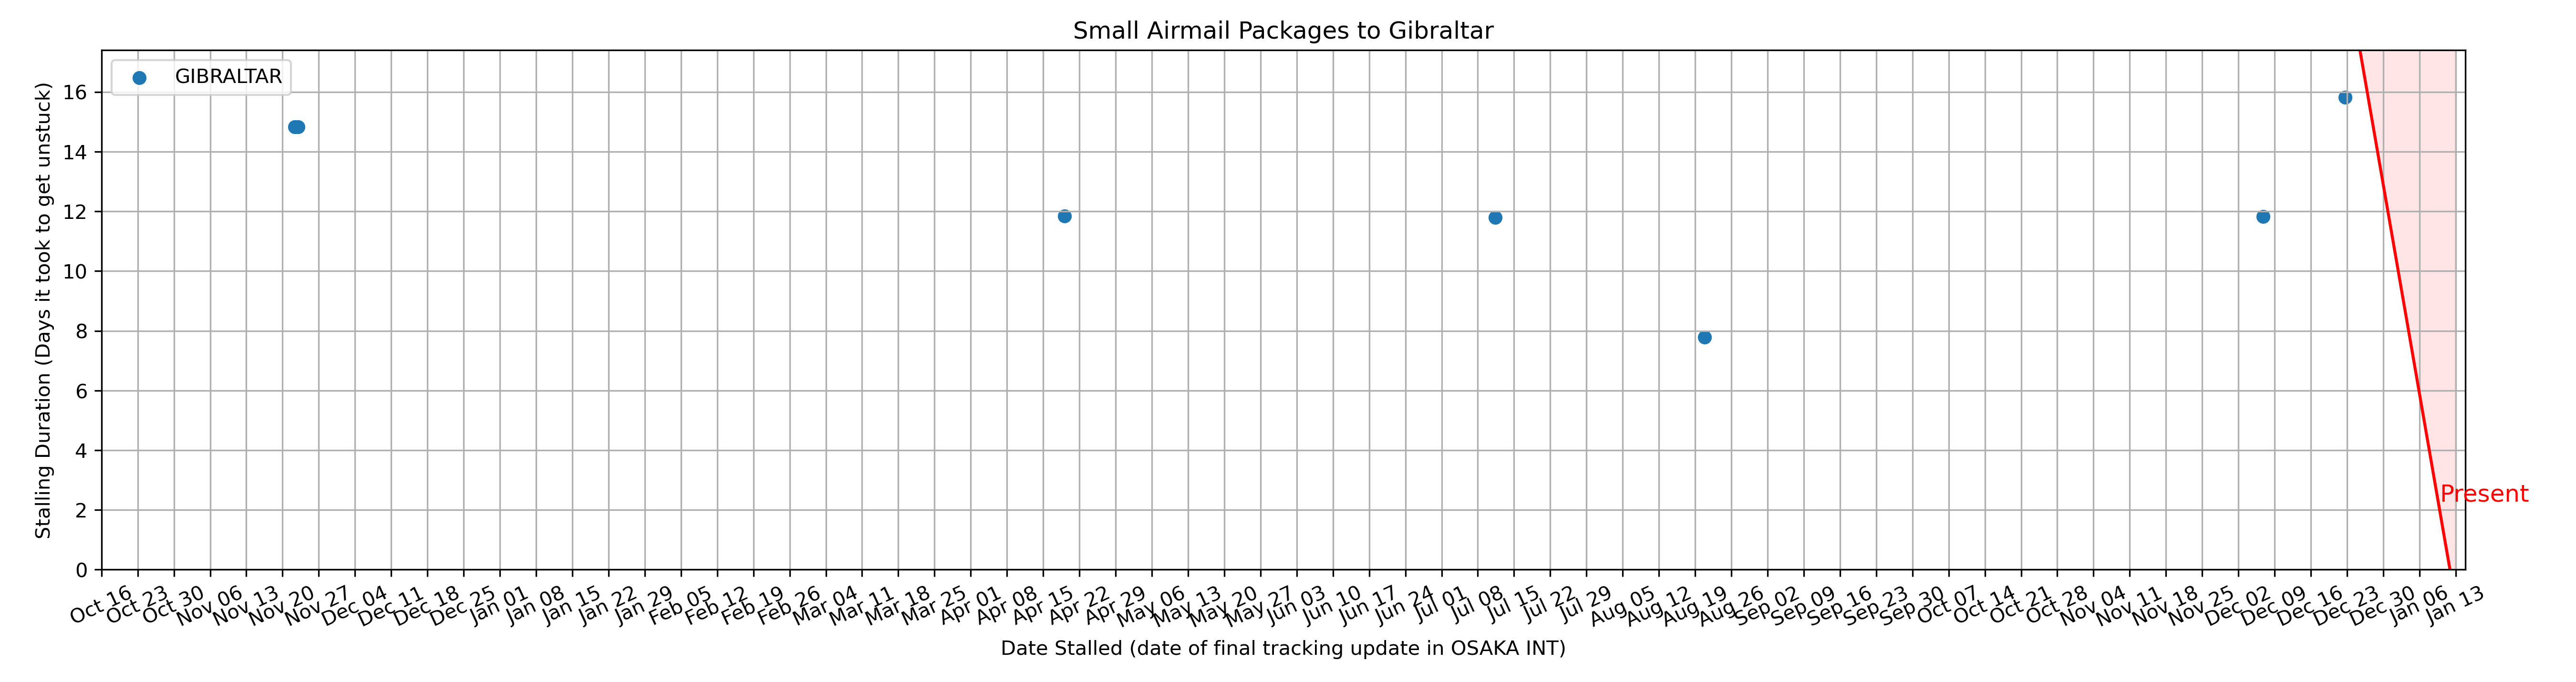 Small Airmail Packages to Gibraltar
GIBRALTAR
Stalling Duration (Days it took to get unstuck)
16
14
12
10
8
6
4
2
0
Present
Oct 16
Oct 23
Oct 30
Nov 06
Nov 13
Nov 20
Nov 27
Dec 04
Dec 11
Dec 18
Dec 25
Jan 01
Jan 08
Jan 15
Jan 22
Jan 29
Feb 05
Feb 12
Feb 19
Feb 26
Mar 04
Mar 11
Mar 18
Mar 25
Apr 01
Apr 08
Apr 15
Apr 22
Apr 29
May 06
May 13
May 20
May 27
Jun 03
Jun 10
Jun 17
Jun 24
Jul 01
Jul 08
Jul 15
Jul 22
Jul 29
Aug 05
Aug 12
Aug 19
Aug 26
Sep 02
Sep 09
Sep 16
Sep 23
Sep 30
Oct 07
Oct 14
Oct 21
Oct 28
Nov 04
Nov 11
Nov 18
Nov 25
Dec 02
Dec 09
Dec 16
Dec 23
Dec 30
Jan 06
Jan 13
Date Stalled (date of final tracking update in OSAKA INT)